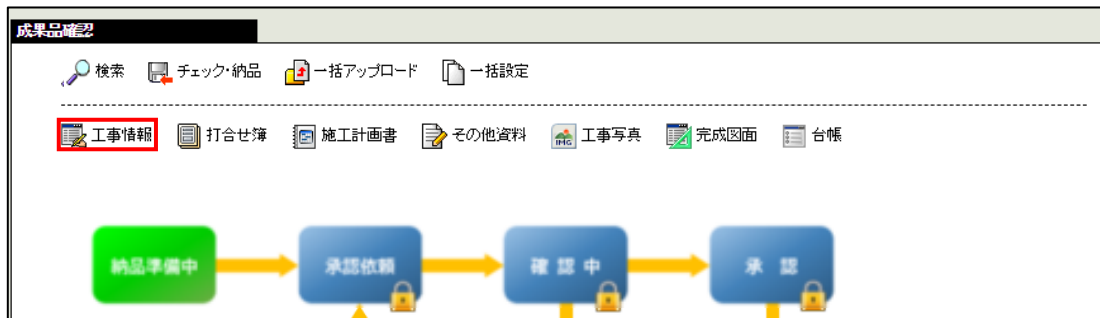 成果品確認
検索 チェック・納品 一括アップロード 一括設定
工事情報 打合せ簿 施工計画書 その他資料 工事写真 完成図面 台帳
納品準備中 承認依頼 確認中 承認